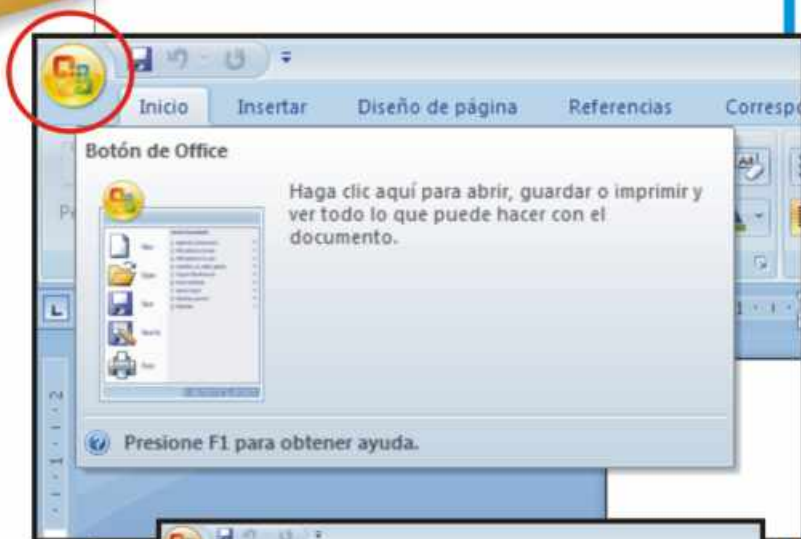 Inicio Insertar Diseño de página Referencias
Botón de Office
Haga clic aquí para abrir, guardar o imprimir y
ver todo lo que puede hacer con el
documento.
Presione F1 para obtener ayuda.